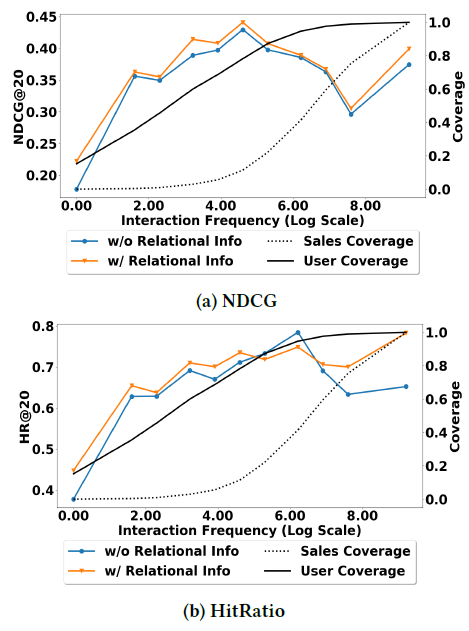 0.45
0.40
0.35
0.30
0.25
0.20
NDCG@20
1.0
0.8
0.6
0.4
0.2
0.0
Coverage
0.00 2.00 4.00 6.00 8.00
Interaction Frequency (Log Scale)
w/o Relational Info Sales Coverage
w/ Relational Info User Coverage
(a) NDCG
0.8
0.7
0.6
0.5
0.4
HR@20
1.0
0.8
0.6
0.4
0.2
0.0
Coverage
0.00 2.00 4.00 6.00 8.00
Interaction Frequency (Log Scale)
w/o Relational Info Sales Coverage
w/ Relational Info User Coverage
(b) HitRatio